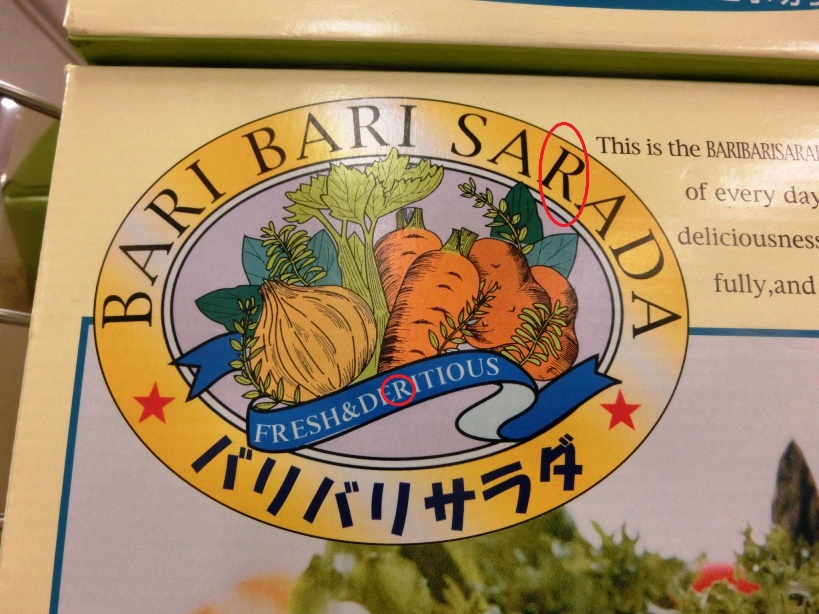 BARI BARI SARADA
FRESH&DERITIOUS
バリバリサラダ
This is the
of every day
deliciousness
fully,and